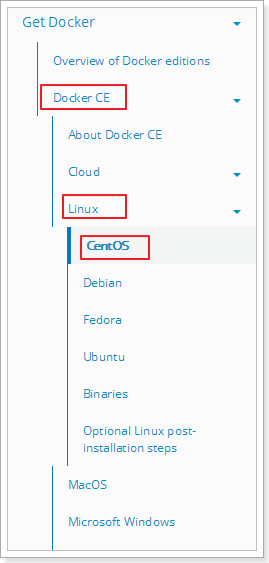 Get Docker
Overview of Docker editions
Docker CE
About Docker CE
Cloud
Linux
CentOS
Debian
Fedora
Ubuntu
Binaries
Optional Linux post-
installation steps
MacOS
Microsoft Windows